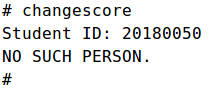 # changescore
Student ID: 20180050
NO SUCH PERSON.
#